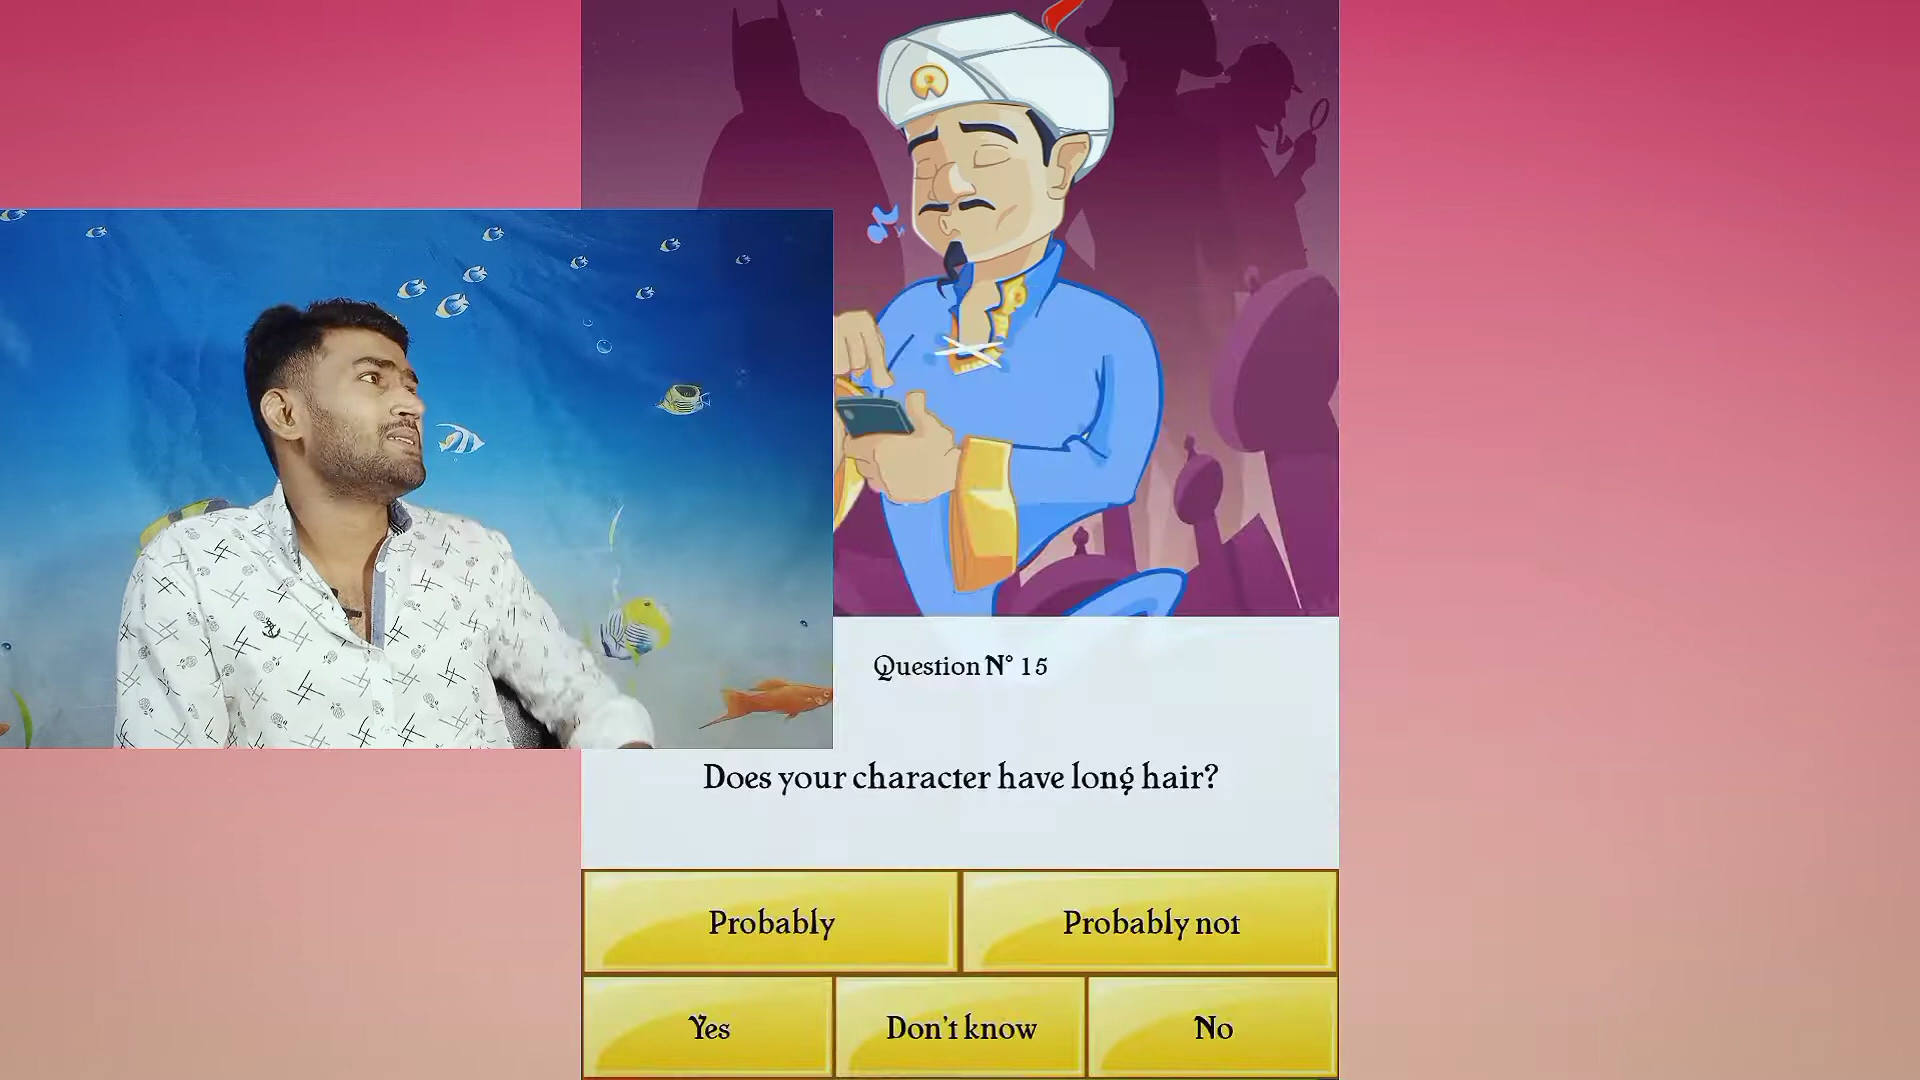 Question N° 15
Does your character have long hair?
Probably
Probably not
Yes
Don't know
No